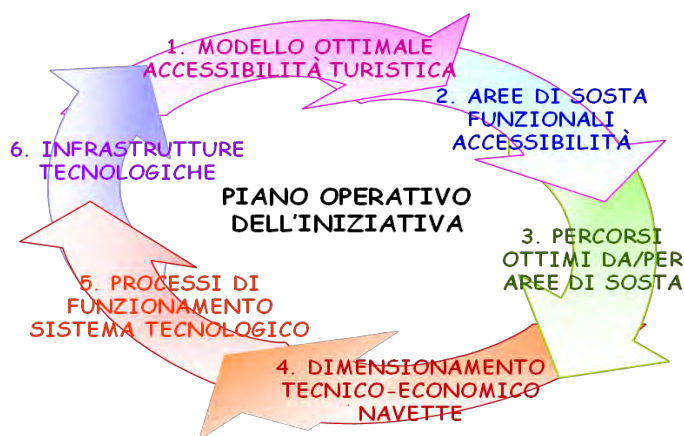 1. MODELLO OTTIMALE
ACCESSIBILITÀ TURISTICA
2. AREE DI SOSTA
FUNZIONALI
ACCESSIBILITÀ
6. INFRASTRUTTURE
TECNOLOGICHE
PIANO OPERATIVO
DELL'INIZIATIVA
3. PERCORSI
OTTIMI DA/PER
AREE DI SOSTA
5. PROCESSI DI
FUNZIONAMENTO
SISTEMA TECNOLOGICO
4. DIMENSIONAMENTO
TECNICO-ECONOMICO
NAVETTE